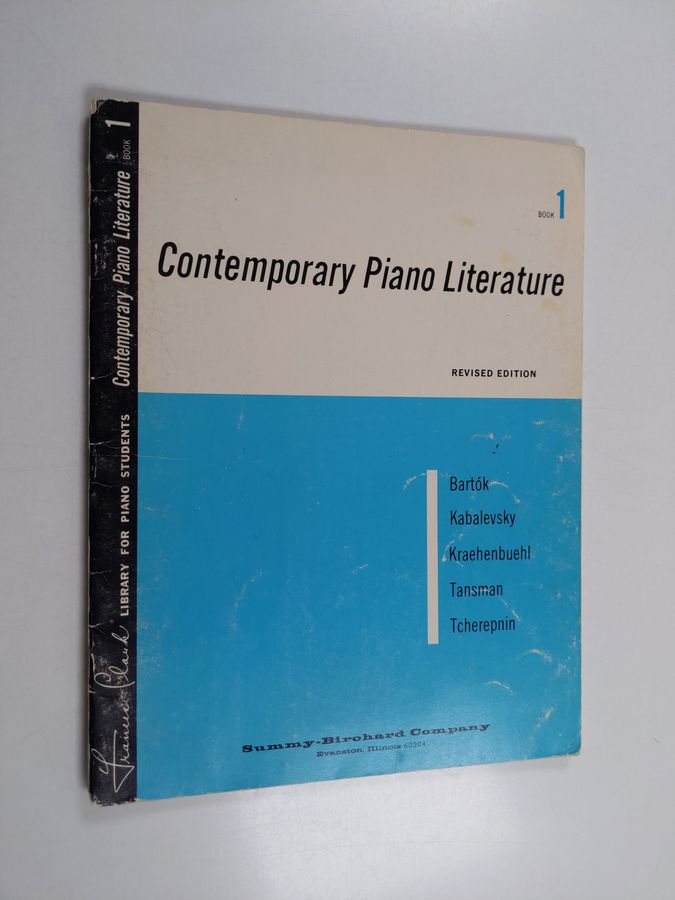 BOOK 1
Contemporary Piano Literature
REVISED EDITION
Bartók
Kabalevsky
Kraehenbuehl
Tansman
Tcherepnin
Summy-Birchard Company
Evanston, Illinois 60204
Frances Clark LIBRARY FOR PIANO STUDENTS Contemporary Piano Literature BOOK 1